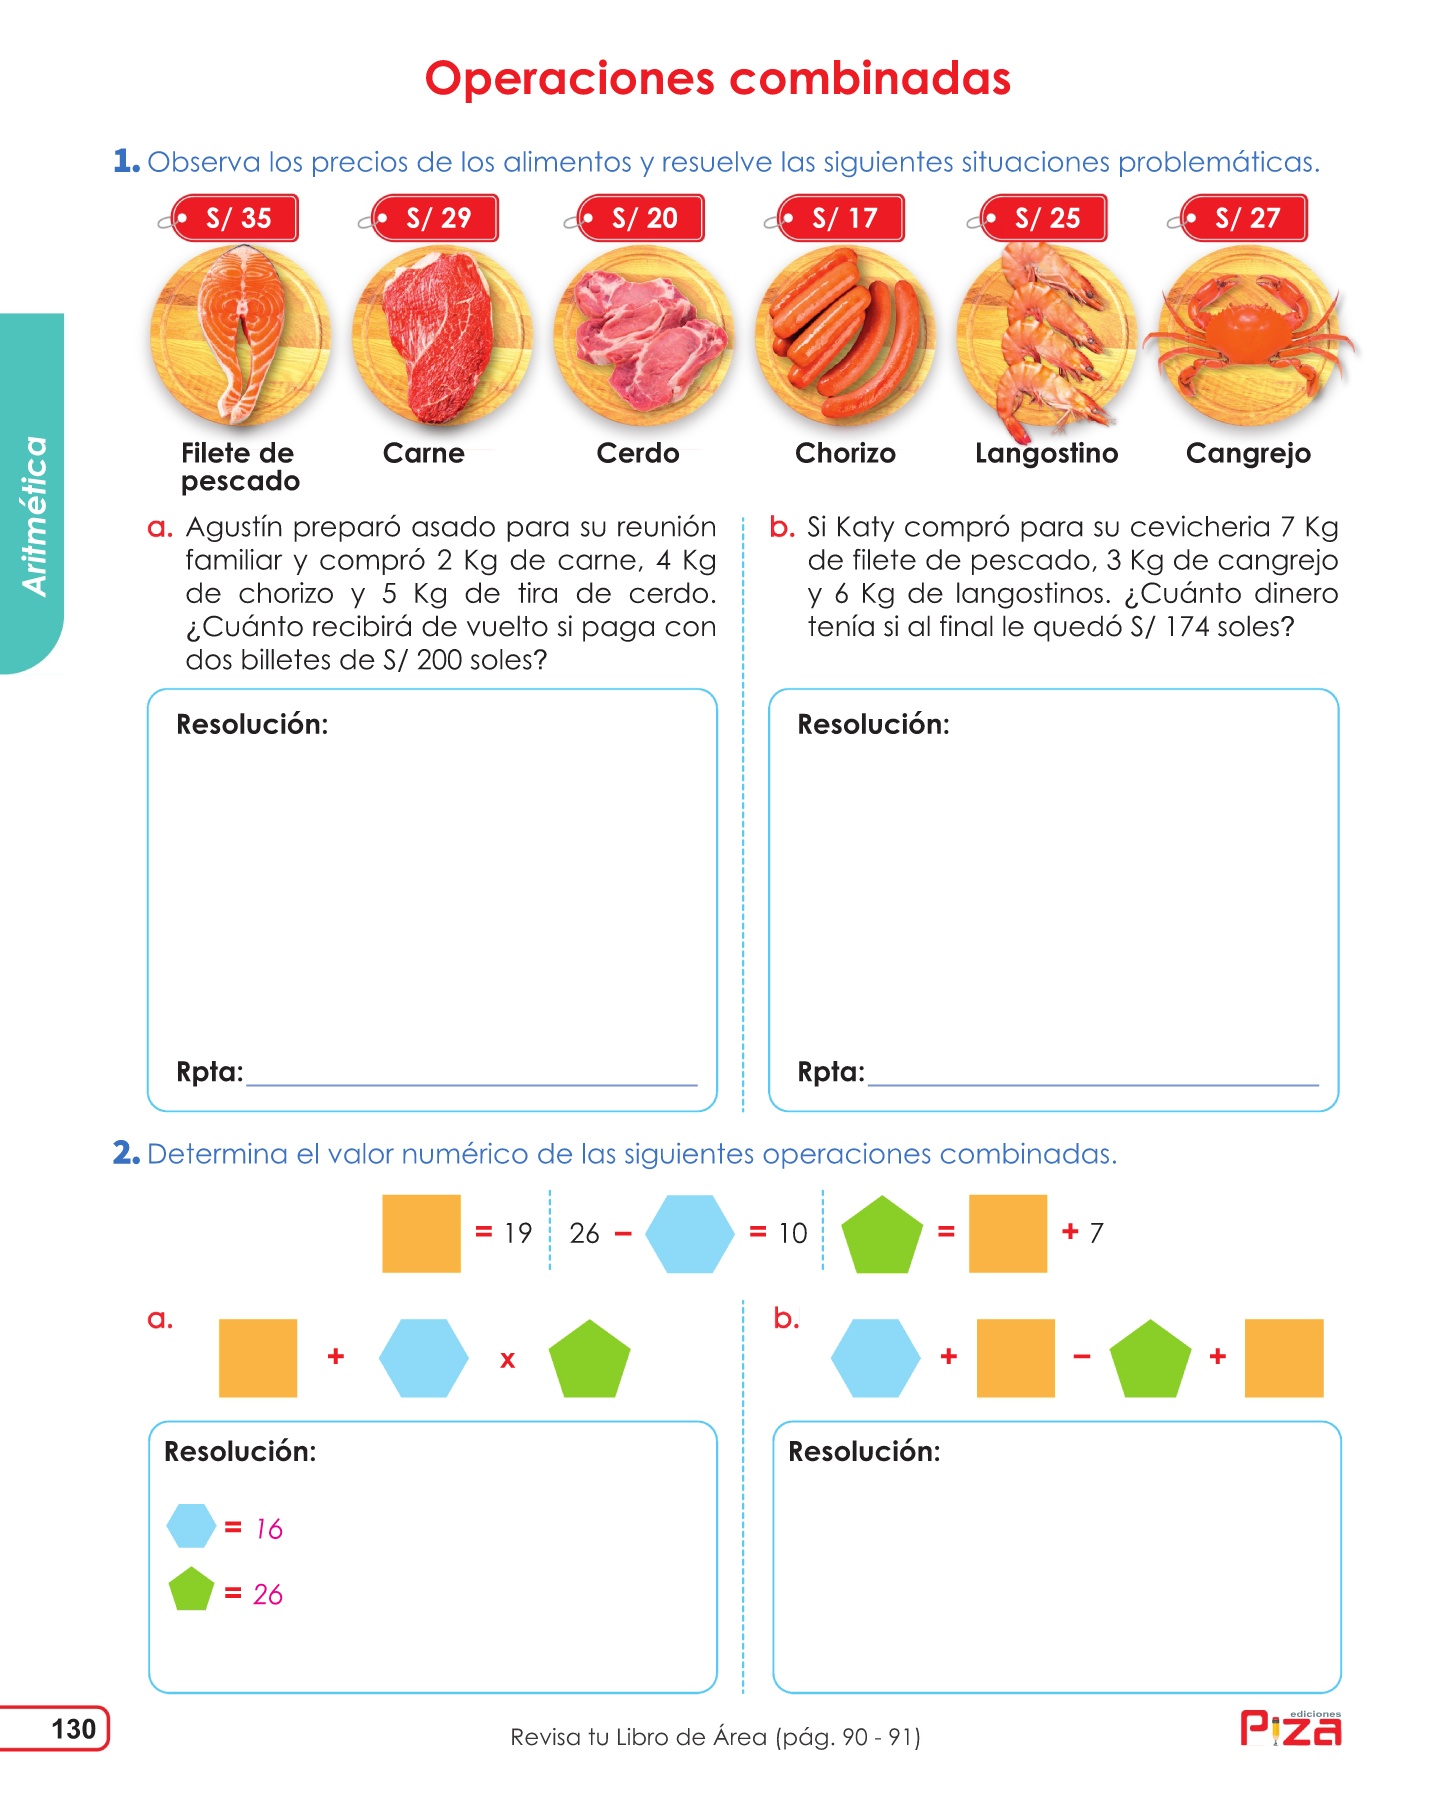 Operaciones combinadas
1. Observa los precios de los alimentos y resuelve las siguientes situaciones problemáticas.
S/ 35 S/ 29 S/ 20 S/ 17 S/ 25 S/ 27
Filete de pescado Carne Cerdo Chorizo Langostino Cangrejo
Aritmética
a. Agustín preparó asado para su reunión
familiar y compró 2 Kg de carne, 4 Kg
de chorizo y 5 Kg de tira de cerdo.
¿Cuánto recibirá de vuelto si paga con
dos billetes de S/ 200 soles?
Resolución:
Rpta:
b. Si Katy compró para su cevicheria 7 Kg
de filete de pescado, 3 Kg de cangrejo
y 6 Kg de langostinos. ¿Cuánto dinero
tenía si al final le quedó S/ 174 soles?
Resolución:
Rpta:
2. Determina el valor numérico de las siguientes operaciones combinadas.
= 19 26 – = 10 = + 7
a. + x
Resolución:
= 16
= 26
b. + – +
Resolución:
130
Revisa tu Libro de Área (pág. 90 - 91)
ediciones
Piza